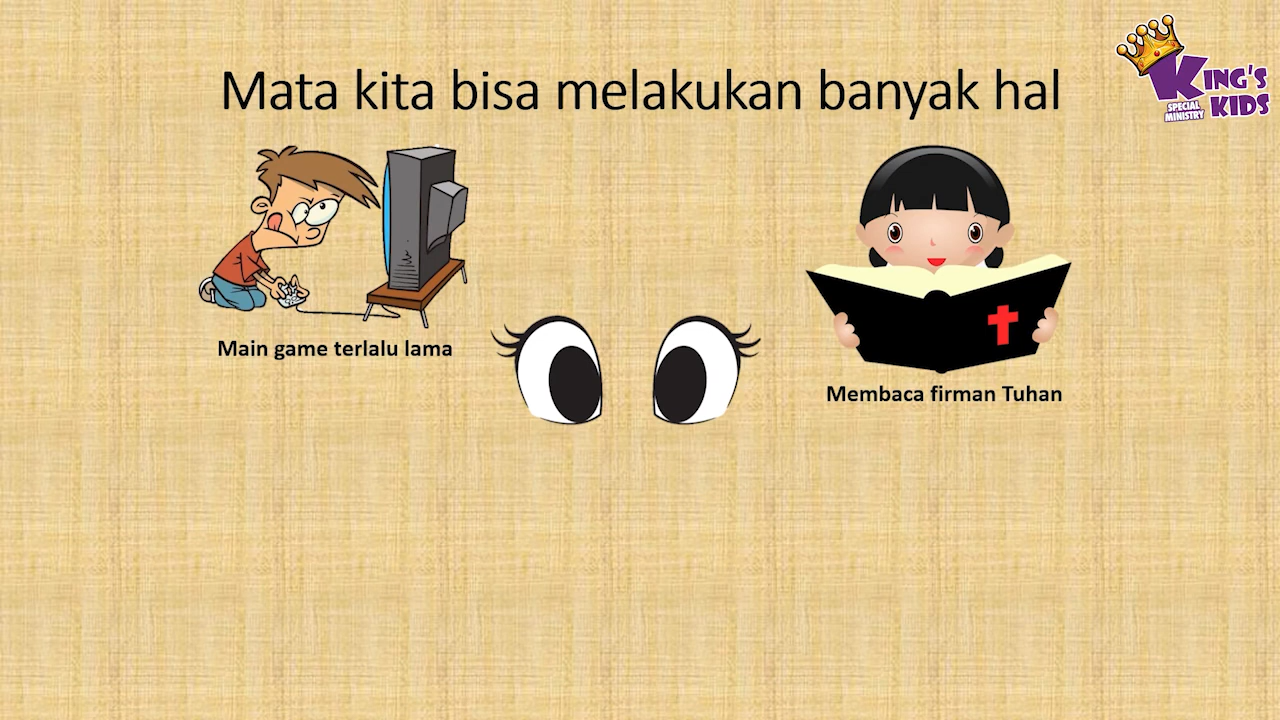 Mata kita bisa melakukan banyak hal
KING'S
KIDS
SPECIAL
MINISTRY
Main game terlalu lama
Membaca firman Tuhan